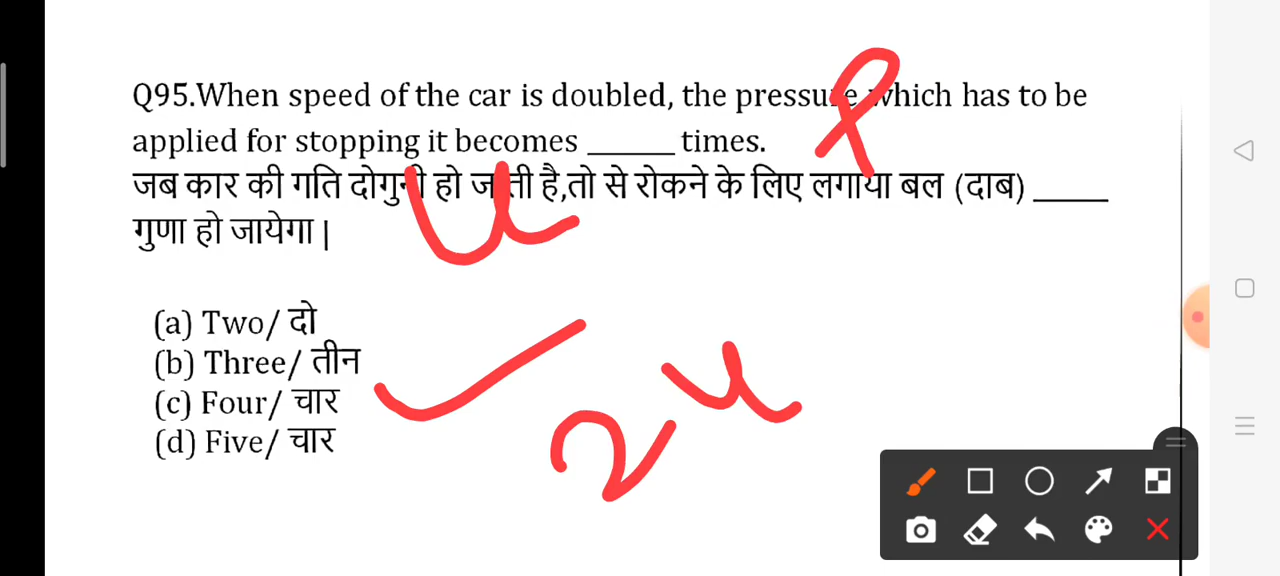 Q95.When speed of the car is doubled, the pressure which has to be
applied for stopping it becomes ______ times.
जब कार की गति दोगुनी हो जाती है,तो से रोकने के लिए लगाया बल (दाब) _____
गुणा हो जायेगा |
P
u
(a) Two/ दो
(b) Three/ तीन
(c) Four/ चार
(d) Five/ चार
2u